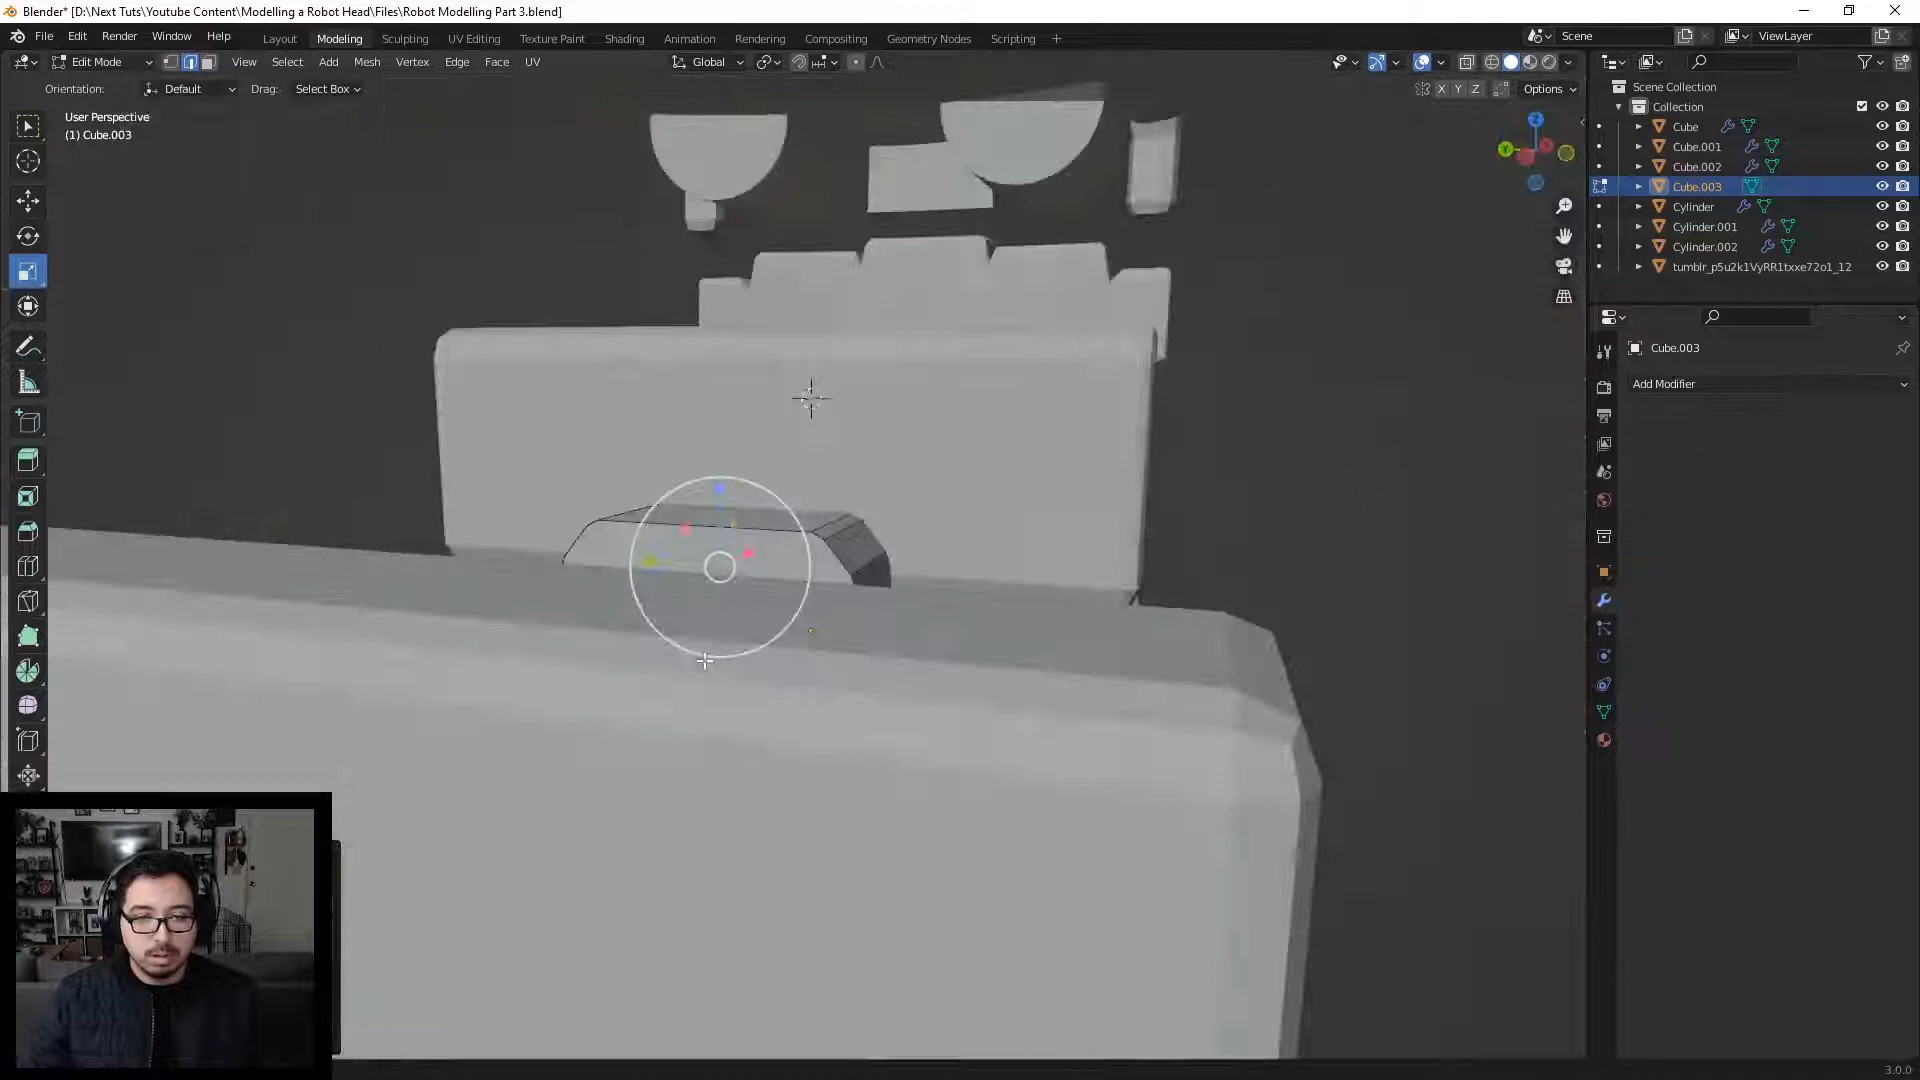 Blender* [D:\Next Tuts\Youtube Content\Modelling a Robot Head\Files\Robot Modelling Part 3.blend]
File Edit Render Window Help Layout Modeling Sculpting UV Editing Texture Paint Shading Animation Rendering Compositing Geometry Nodes Scripting + Scene ViewLayer
Edit Mode View Select Add Mesh Vertex Edge Face UV Global
Orientation: Default Drag: Select Box X Y Z Options
User Perspective
(1) Cube.003
Z
Y
Scene Collection
Collection
Cube
Cube.001
Cube.002
Cube.003
Cylinder
Cylinder.001
Cylinder.002
tumblr_p5u2k1VyRR1txxe72o1_12
Cube.003
Add Modifier
3.0.0